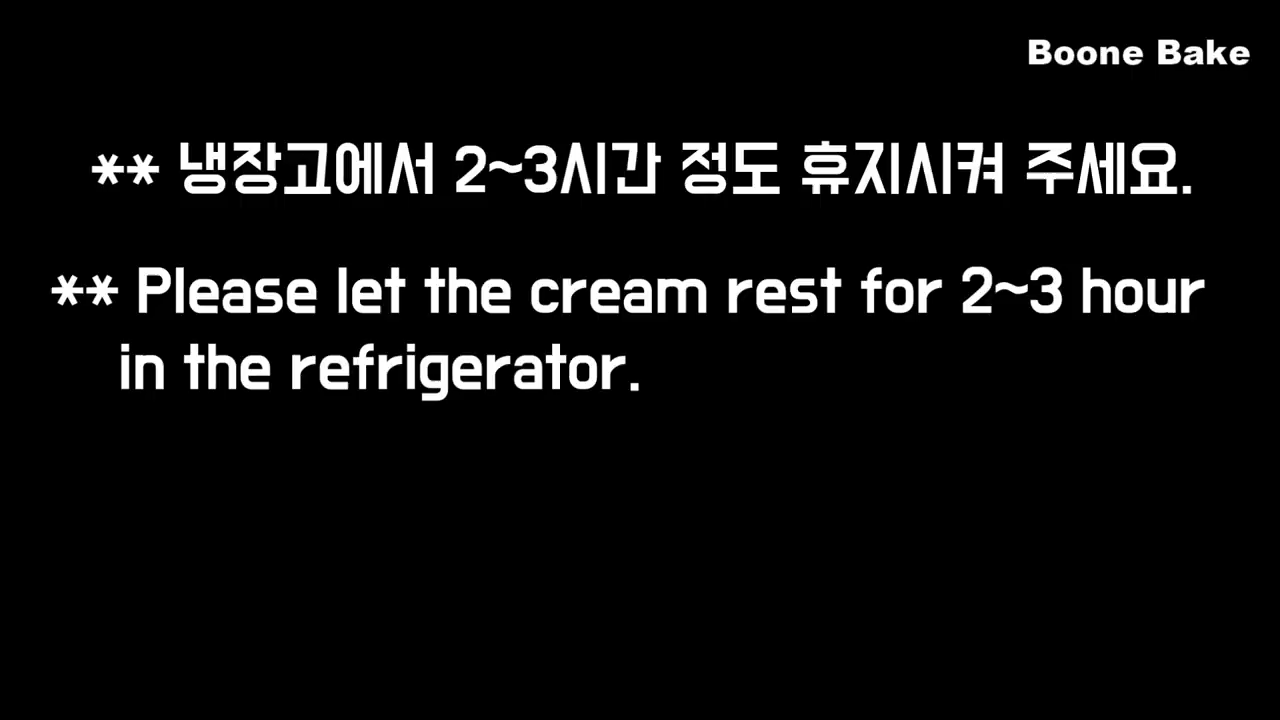 Boone Bake
** 냉장고에서 2~3시간 정도 휴지시켜 주세요.
** Please let the cream rest for 2~3 hour
in the refrigerator.